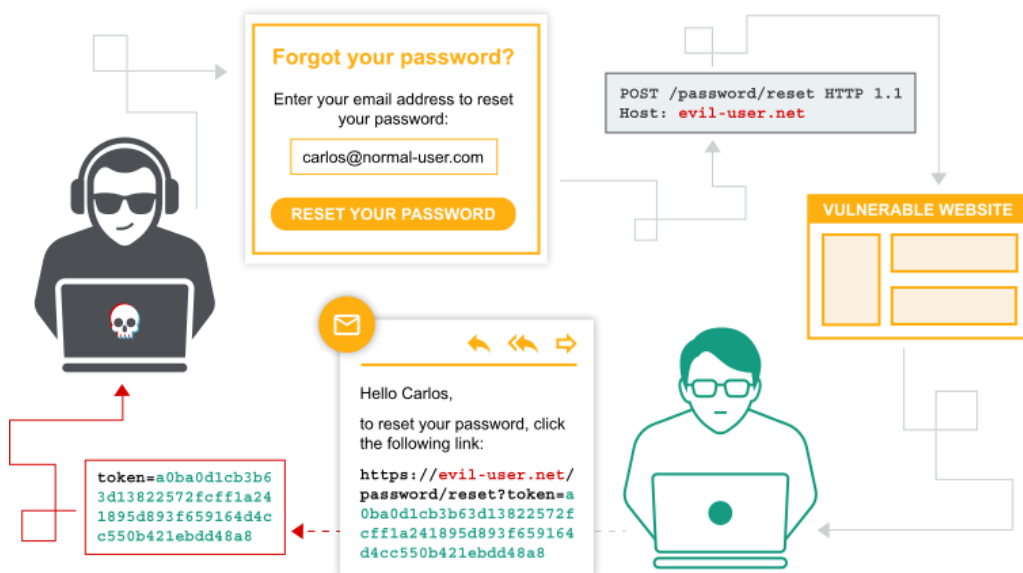 Forgot your password?
Enter your email address to reset
your password:
carlos@normal-user.com
RESET YOUR PASSWORD
POST /password/reset HTTP 1.1
Host: evil-user.net
VULNERABLE WEBSITE
Hello Carlos,
to reset your password, click
the following link:
https://evil-user.net/
password/reset?token=a
0ba0d1cb3b63d13822572f
cff1a241895d893f659164
d4cc550b421ebdd48a8
token=a0ba0d1cb3b6
3d13822572fcff1a24
1895d893f659164d4c
c550b421ebdd48a8